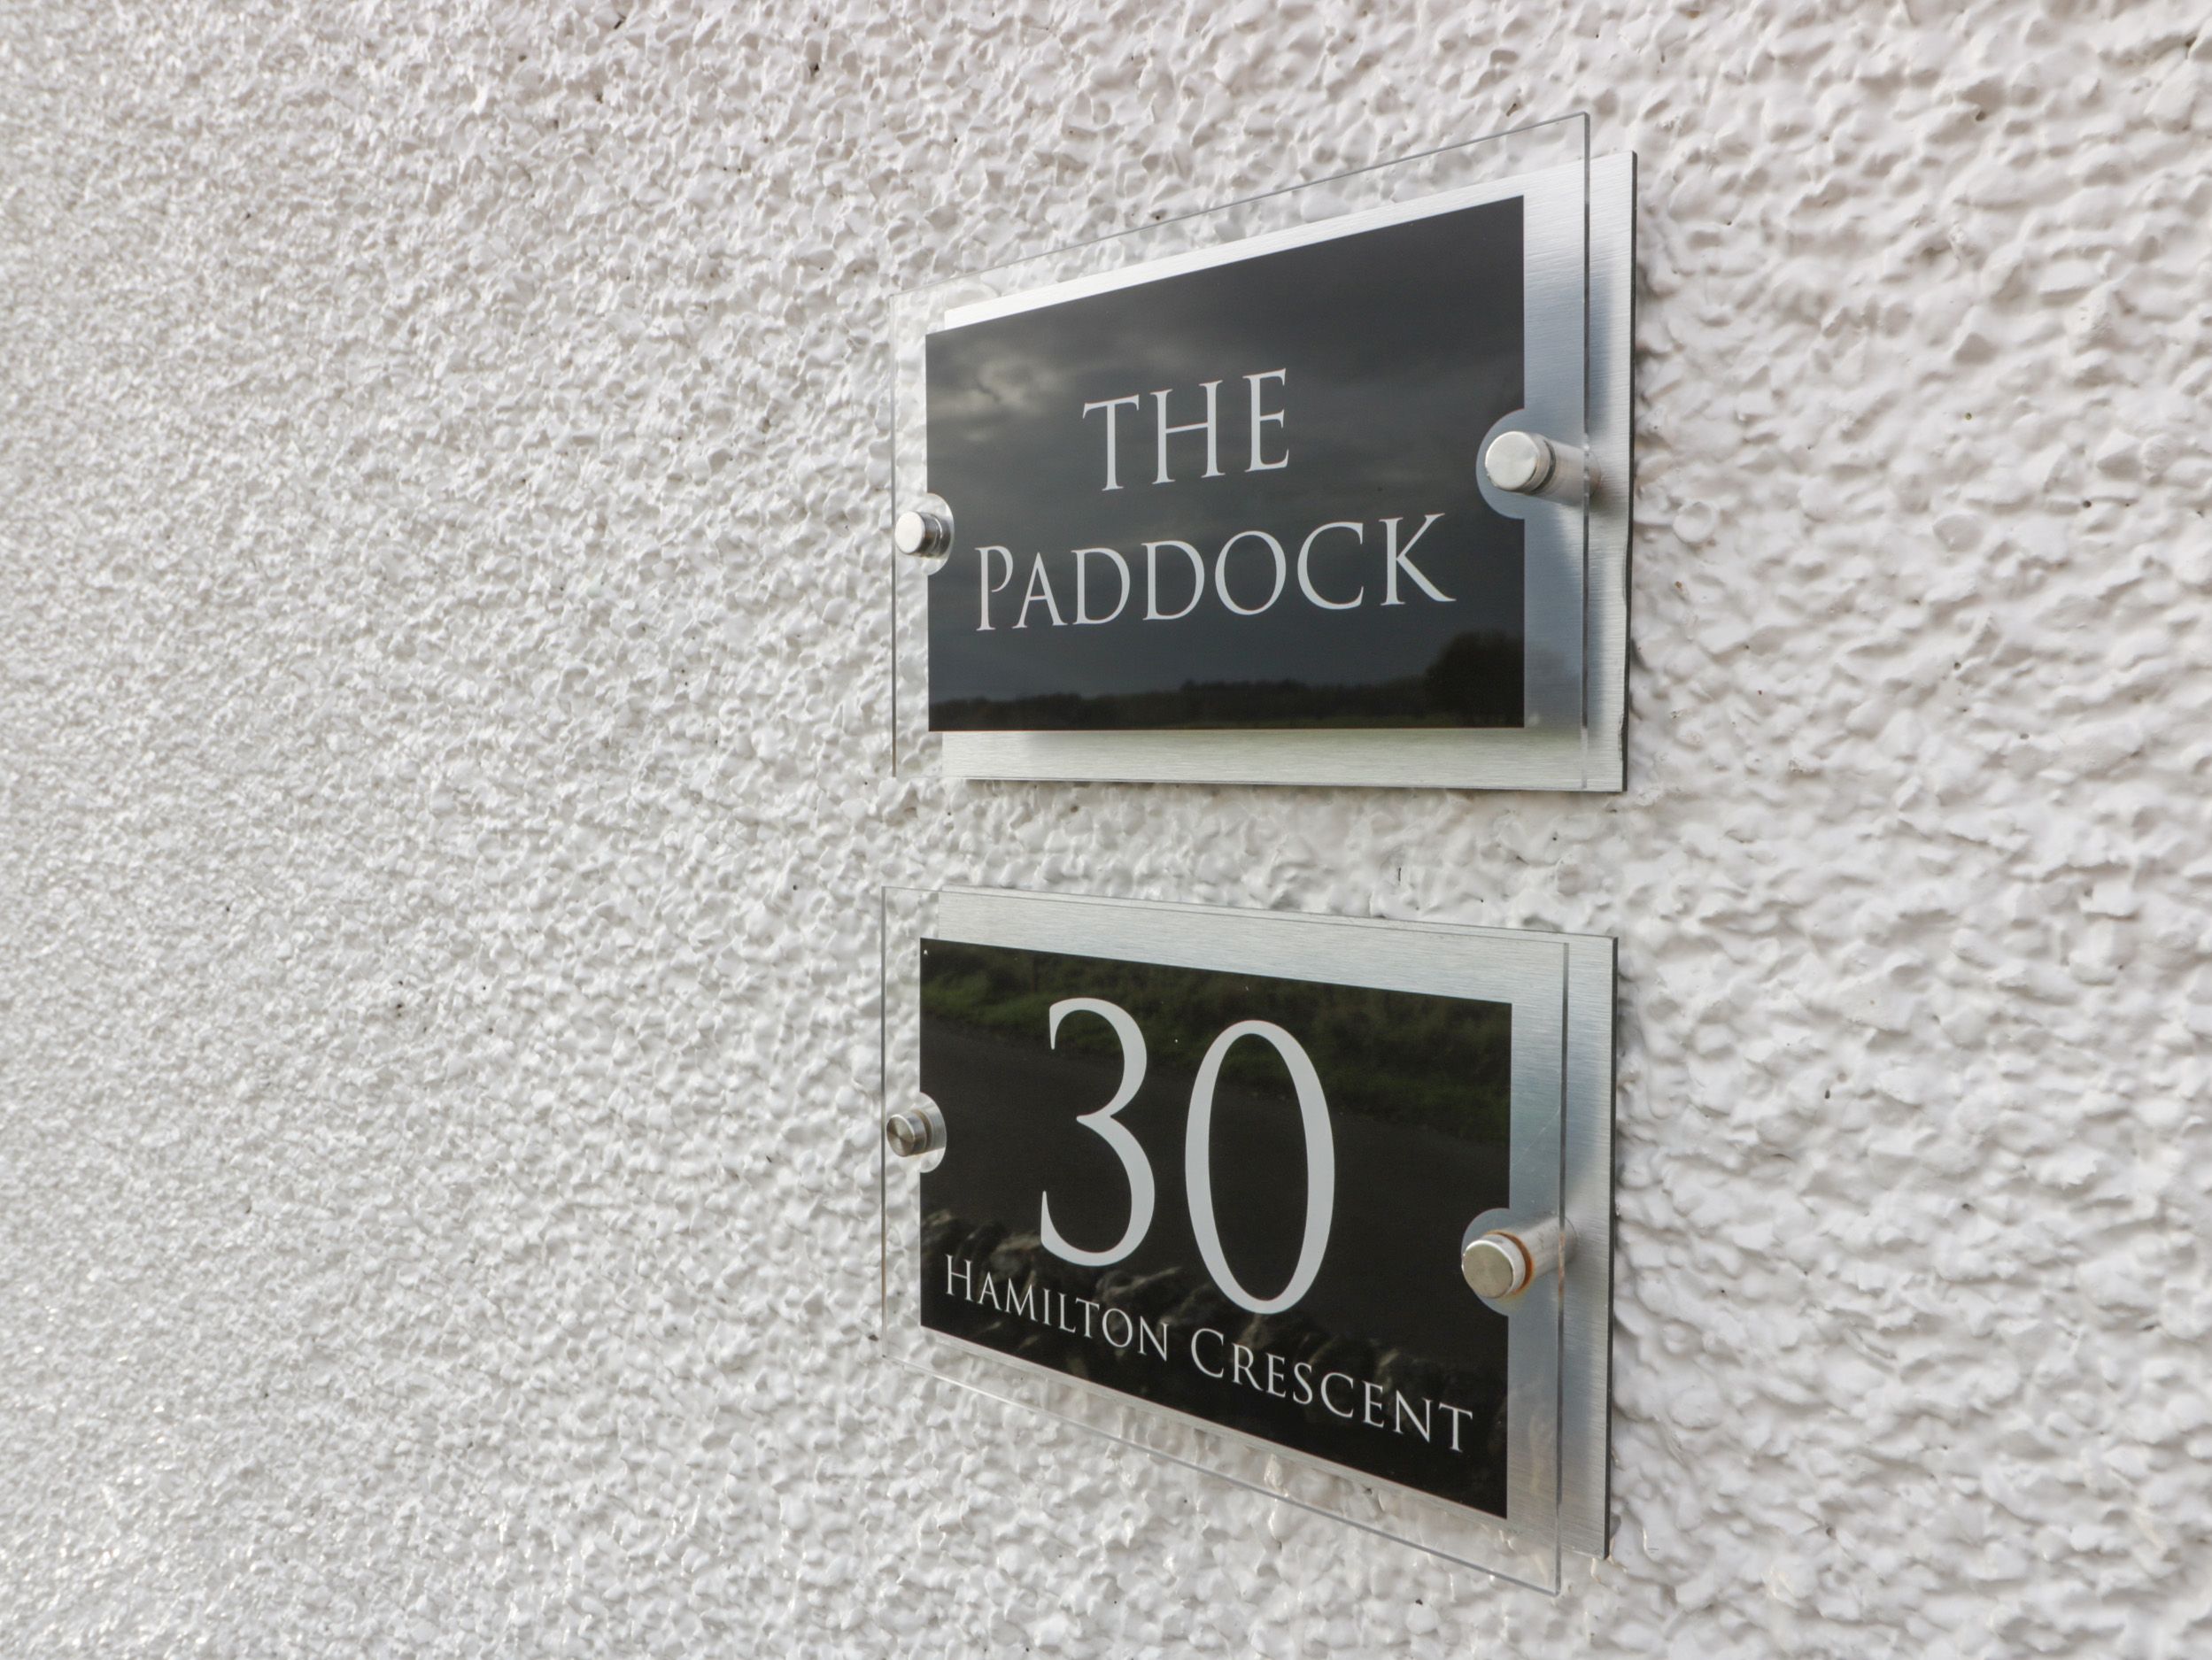 THE
PADDOCK
30
HAMILTON CRESCENT